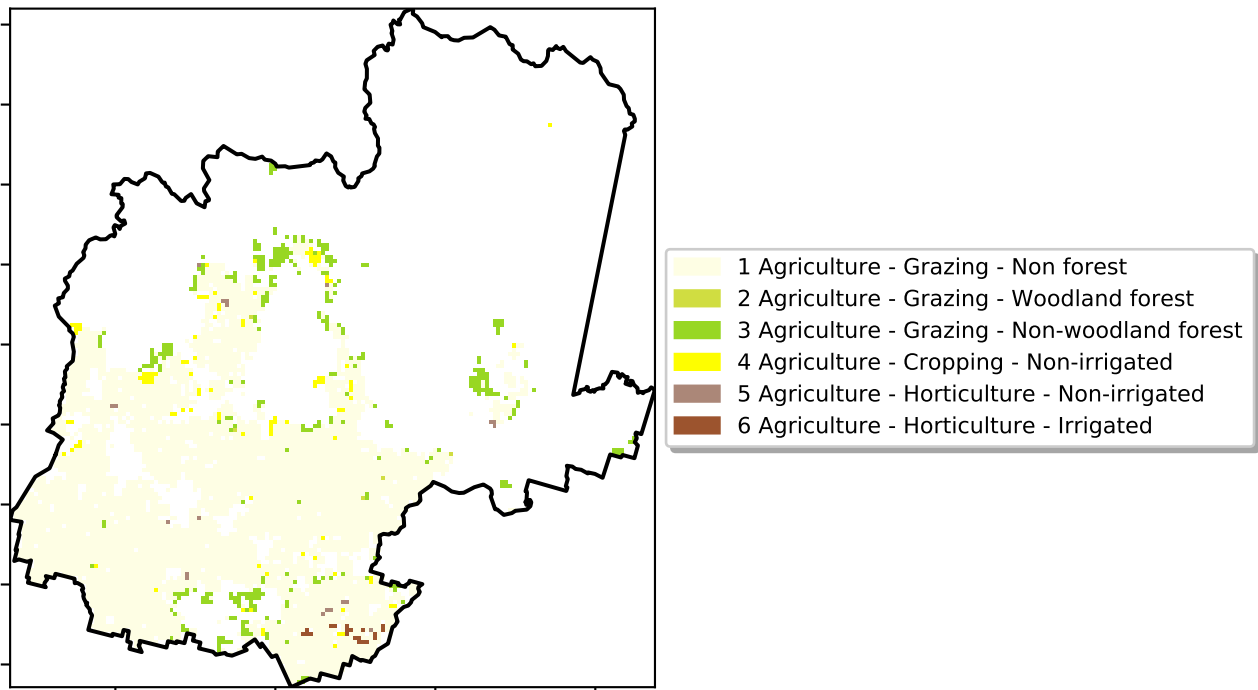 1 Agriculture - Grazing - Non forest
2 Agriculture - Grazing - Woodland forest
3 Agriculture - Grazing - Non-woodland forest
4 Agriculture - Cropping - Non-irrigated
5 Agriculture - Horticulture - Non-irrigated
6 Agriculture - Horticulture - Irrigated